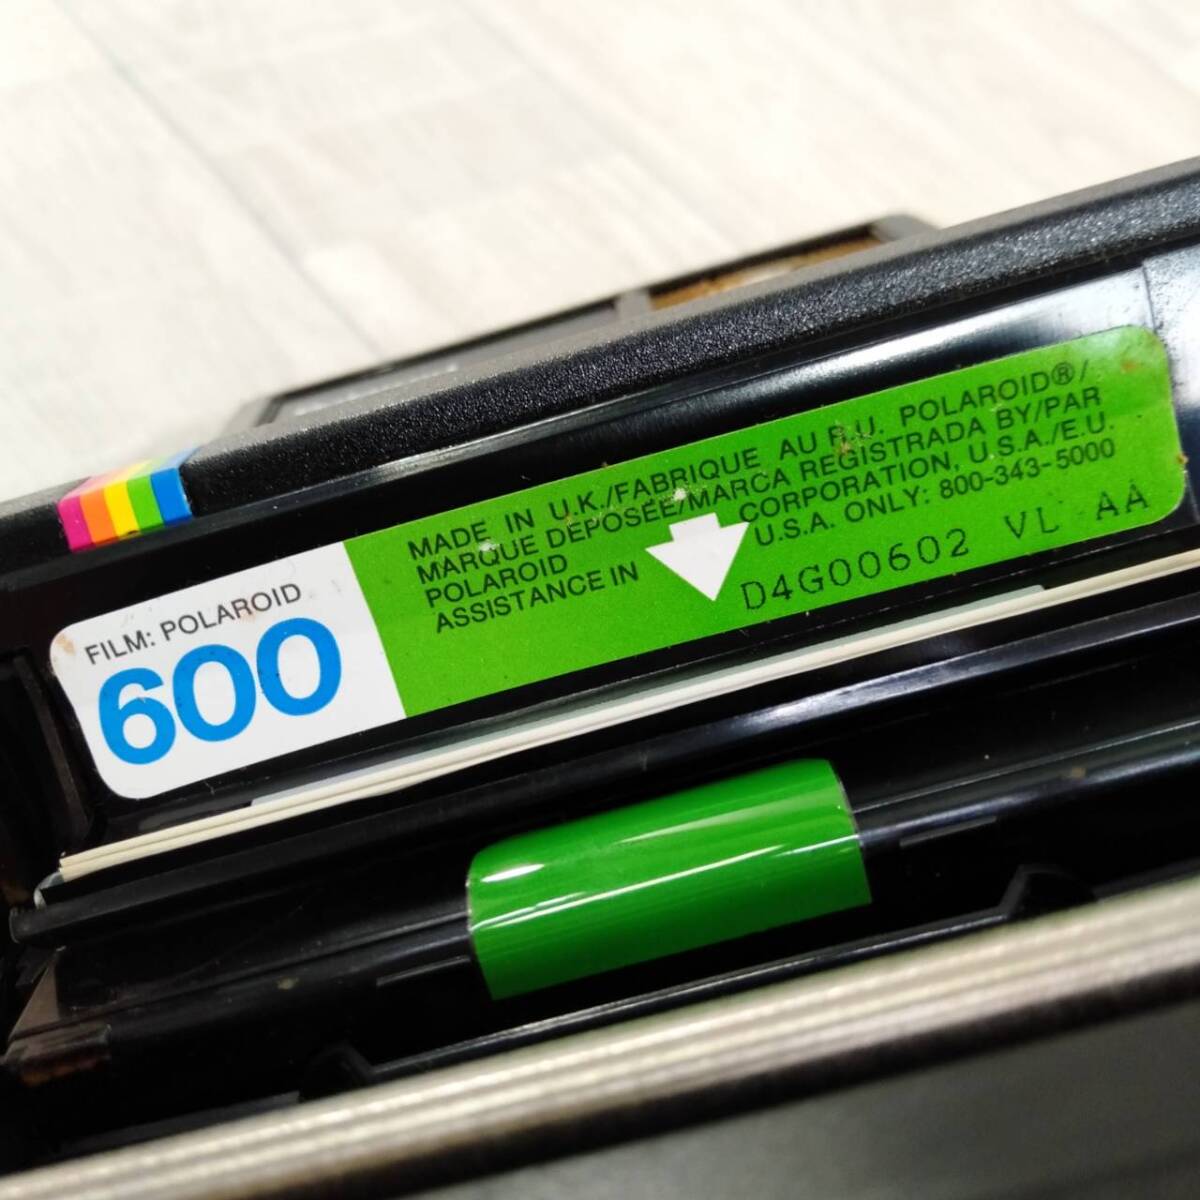 FILM: POLAROID
600
MADE IN U.K./FABRIQUE AU R.U. POLAROID®/
MARQUE DEPOSÉE/MARCA REGISTRADA BY/PAR
POLAROID CORPORATION, U.S.A./E.U.
ASSISTANCE IN U.S.A. ONLY: 800-343-5000
D4G00602 VL AA